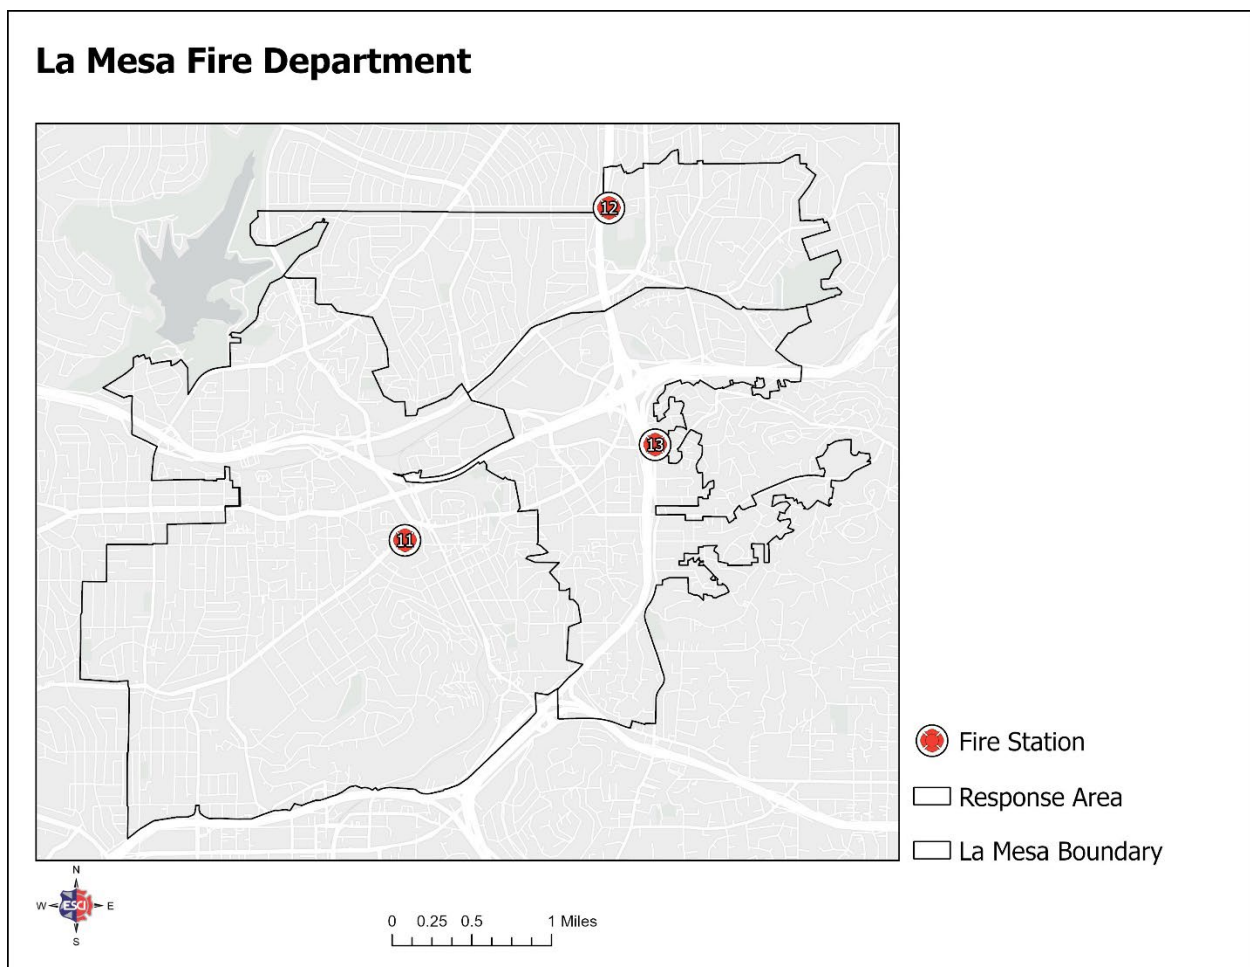 La Mesa Fire Department
12
13
11
Fire Station
Response Area
La Mesa Boundary
N
W ESCI E
S
0 0.25 0.5 1 Miles